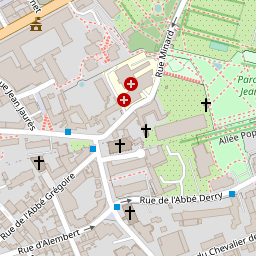 Rue Minard
Parc
Jean
Rue Jean Jaurès
Allée Pop
Rue de l'Abbé Grégoire
Rue de l'Abbé Derry
Rue d'Alembert
du Chevalier de